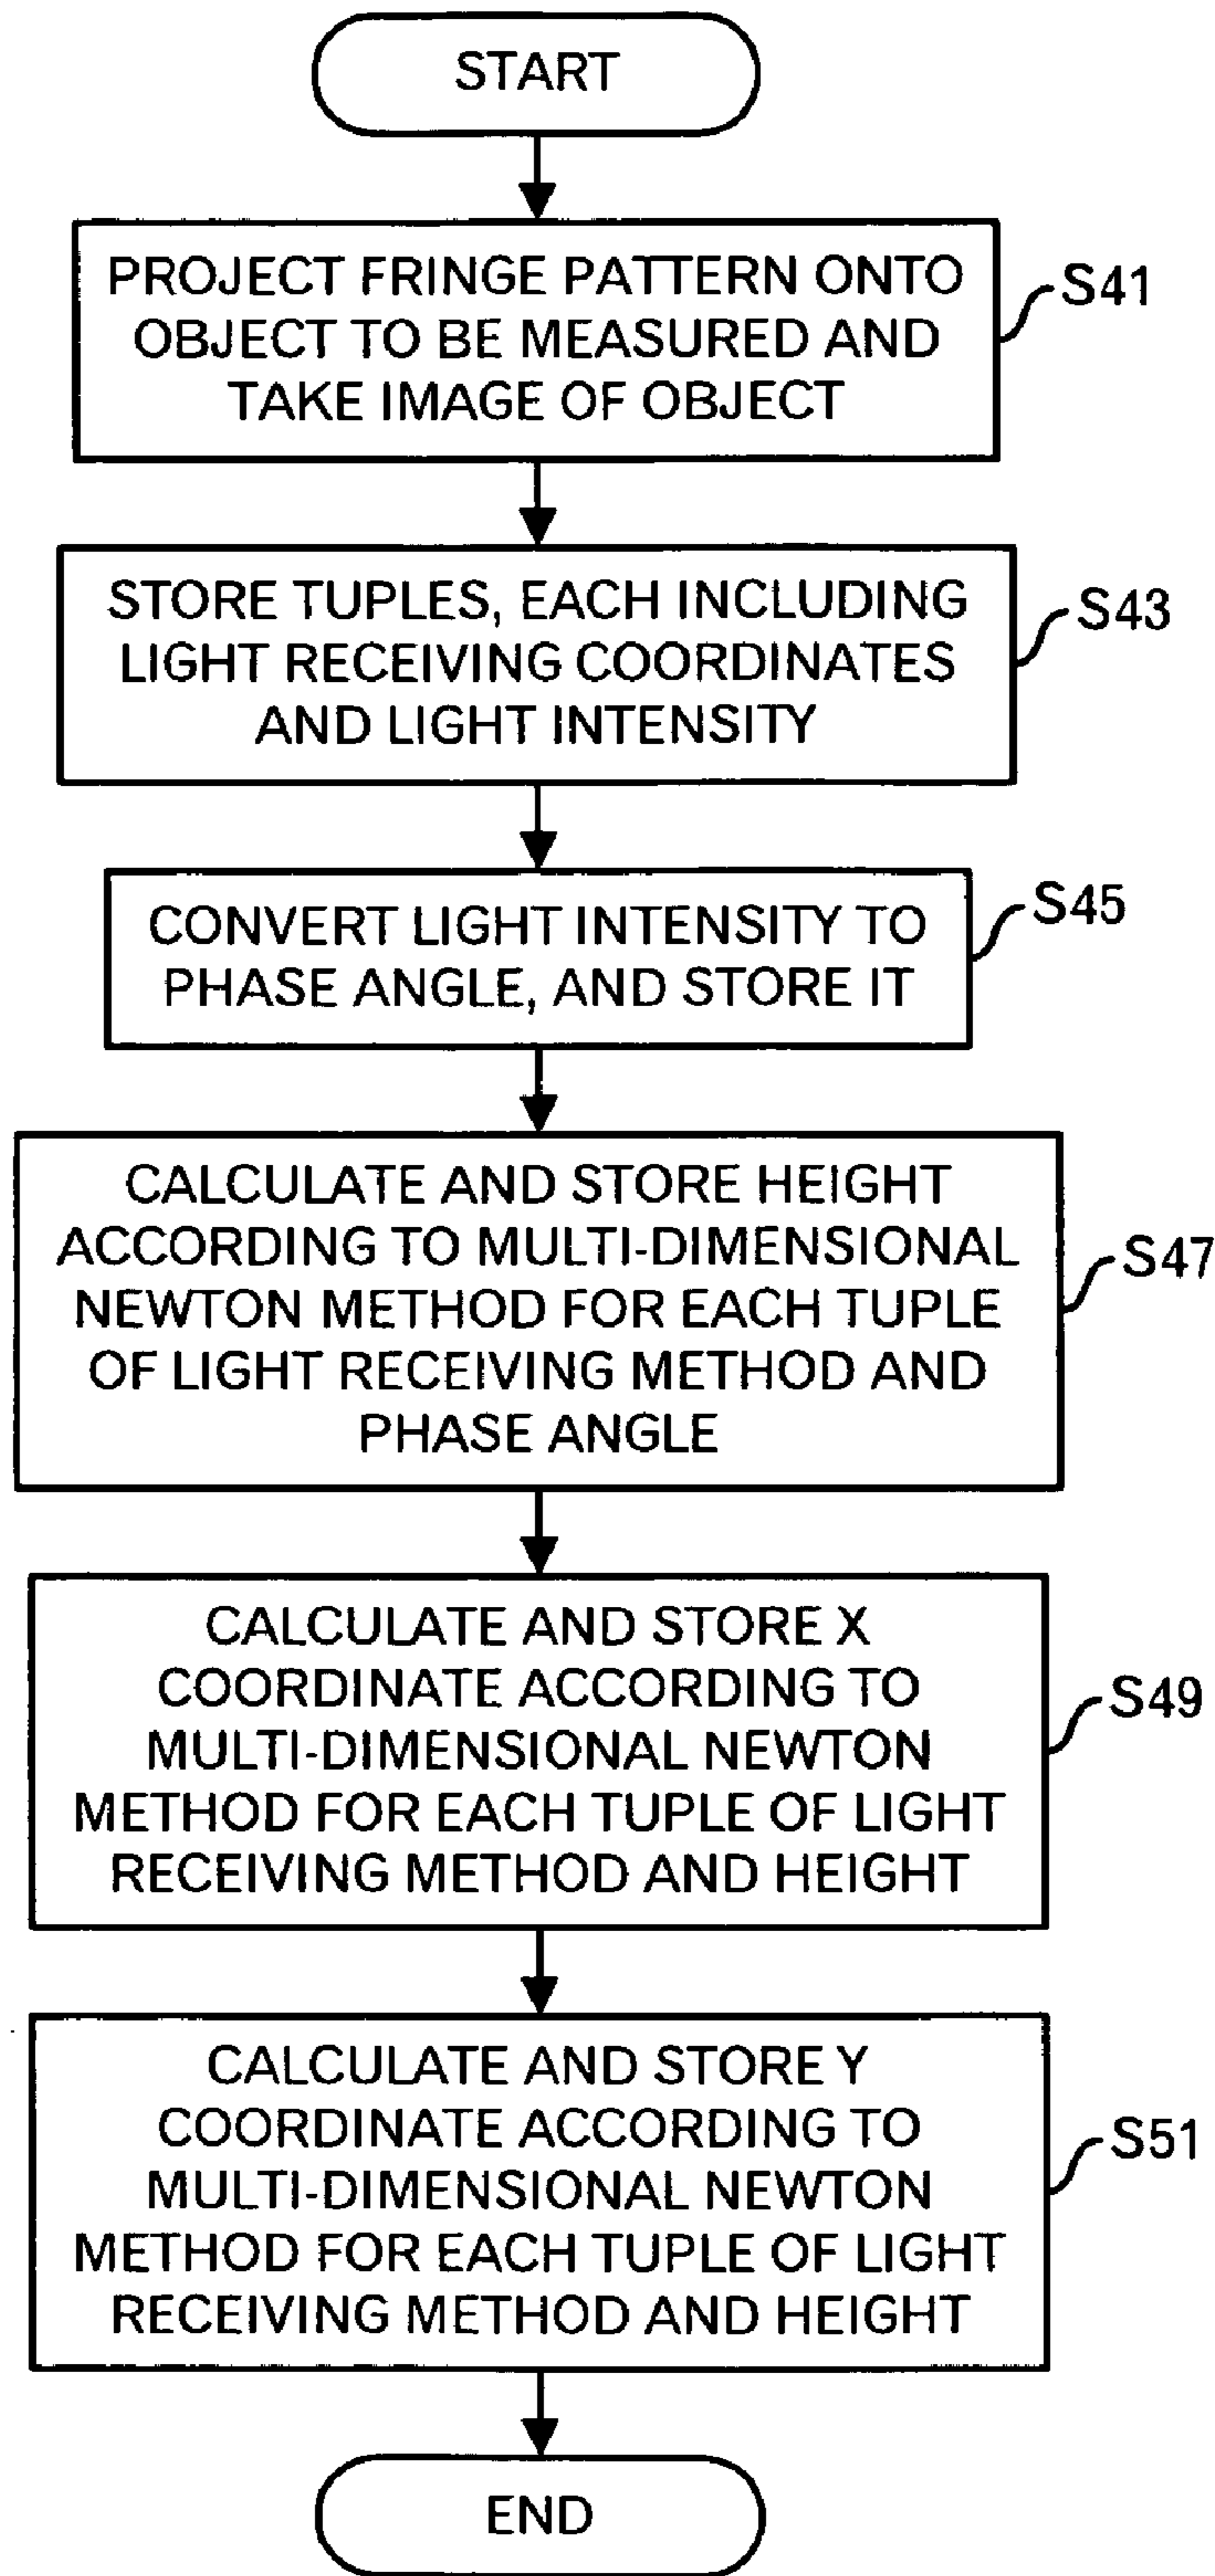 START
PROJECT FRINGE PATTERN ONTO
OBJECT TO BE MEASURED AND
TAKE IMAGE OF OBJECT
S41
STORE TUPLES, EACH INCLUDING
LIGHT RECEIVING COORDINATES
AND LIGHT INTENSITY
S43
CONVERT LIGHT INTENSITY TO
PHASE ANGLE, AND STORE IT
S45
CALCULATE AND STORE HEIGHT
ACCORDING TO MULTI-DIMENSIONAL
NEWTON METHOD FOR EACH TUPLE
OF LIGHT RECEIVING METHOD AND
PHASE ANGLE
S47
CALCULATE AND STORE X
COORDINATE ACCORDING TO
MULTI-DIMENSIONAL NEWTON
METHOD FOR EACH TUPLE OF LIGHT
RECEIVING METHOD AND HEIGHT
S49
CALCULATE AND STORE Y
COORDINATE ACCORDING TO
MULTI-DIMENSIONAL NEWTON
METHOD FOR EACH TUPLE OF LIGHT
RECEIVING METHOD AND HEIGHT
S51
END